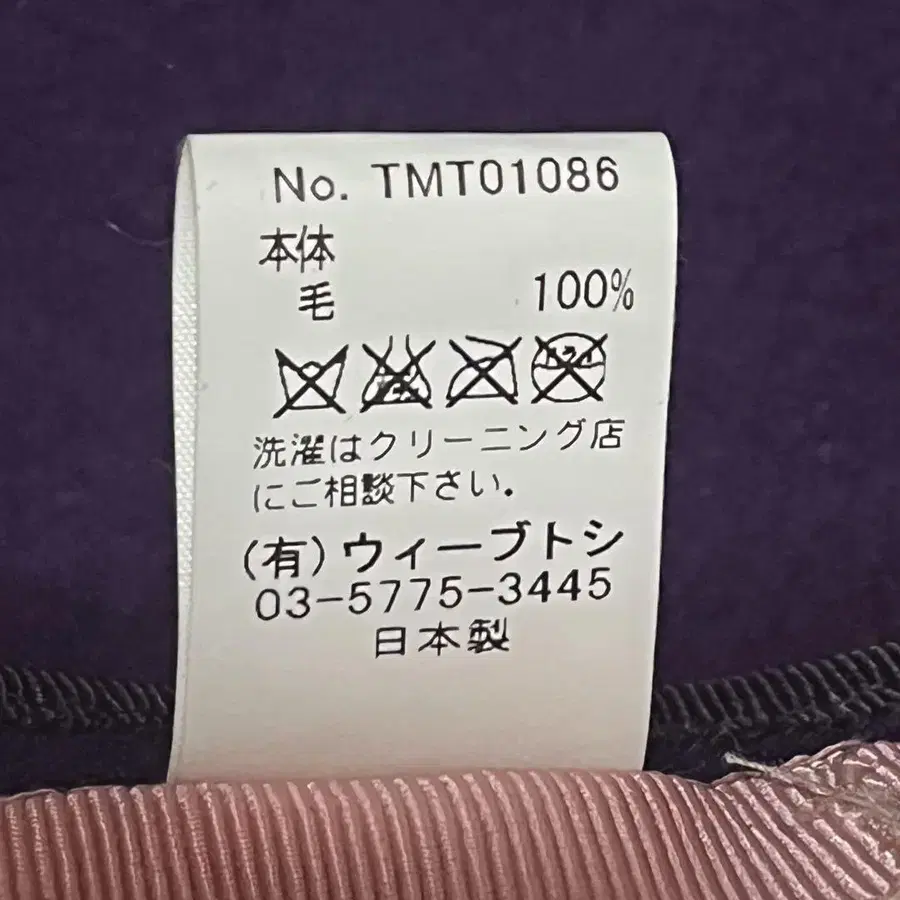 No. TMT01086
本体
毛 100%
洗濯はクリーニング店
にご相談下さい。
(有)ウィーブトシ
03-5775-3445
日本製